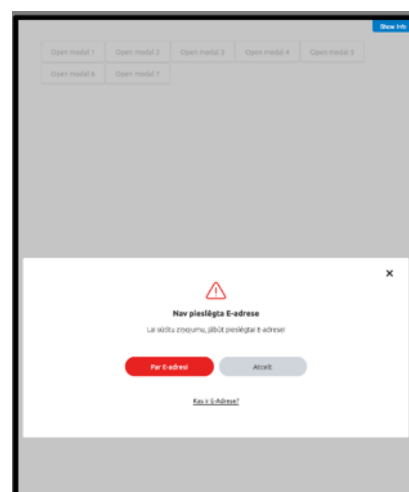 Show info
Open modal 1 Open modal 2 Open modal 3 Open modal 4 Open modal 5
Open modal 6 Open modal 7
Nav pieslēgta E-adrese
Lai sūtītu ziņojumu, jābūt pieslēgtai E-adresei
Par E-adresi Atcelt
Kas ir E-Adrese?